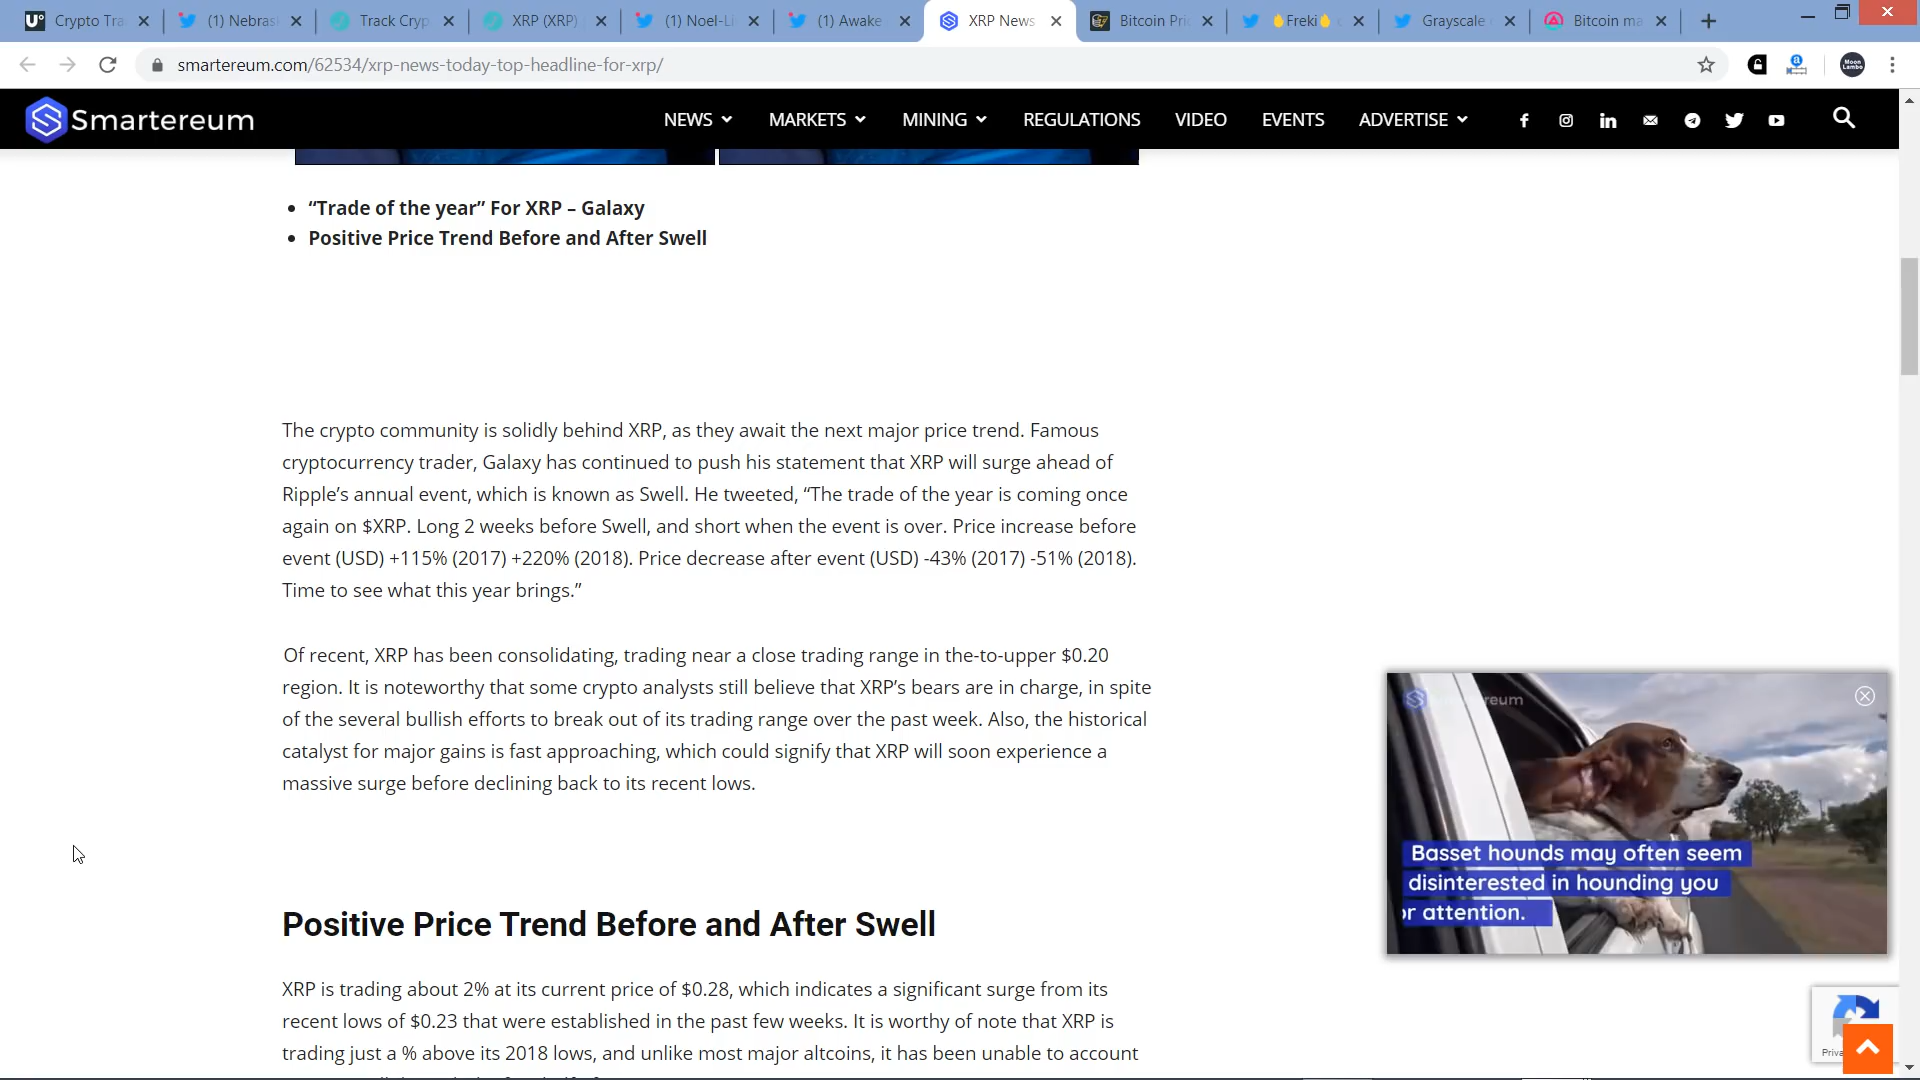 Crypto Tra
(1) Nebras
Track Cryp
XRP (XRP)
(1) Noel-Li
(1) Awake
XRP News
Bitcoin Pric
Freki
Grayscale
Bitcoin ma
smartereum.com/62534/xrp-news-today-top-headline-for-xrp/
Moon Lambo
Smartereum
NEWS
MARKETS
MINING
REGULATIONS
VIDEO
EVENTS
ADVERTISE
“Trade of the year” For XRP – Galaxy
Positive Price Trend Before and After Swell
The crypto community is solidly behind XRP, as they await the next major price trend. Famous
cryptocurrency trader, Galaxy has continued to push his statement that XRP will surge ahead of
Ripple’s annual event, which is known as Swell. He tweeted, “The trade of the year is coming once
again on $XRP. Long 2 weeks before Swell, and short when the event is over. Price increase before
event (USD) +115% (2017) +220% (2018). Price decrease after event (USD) -43% (2017) -51% (2018).
Time to see what this year brings.”
Of recent, XRP has been consolidating, trading near a close trading range in the-to-upper $0.20
region. It is noteworthy that some crypto analysts still believe that XRP’s bears are in charge, in spite
of the several bullish efforts to break out of its trading range over the past week. Also, the historical
catalyst for major gains is fast approaching, which could signify that XRP will soon experience a
massive surge before declining back to its recent lows.
Basset hounds may often seem
disinterested in hounding you
or attention.
Positive Price Trend Before and After Swell
XRP is trading about 2% at its current price of $0.28, which indicates a significant surge from its
recent lows of $0.23 that were established in the past few weeks. It is worthy of note that XRP is
trading just a % above its 2018 lows, and unlike most major altcoins, it has been unable to account